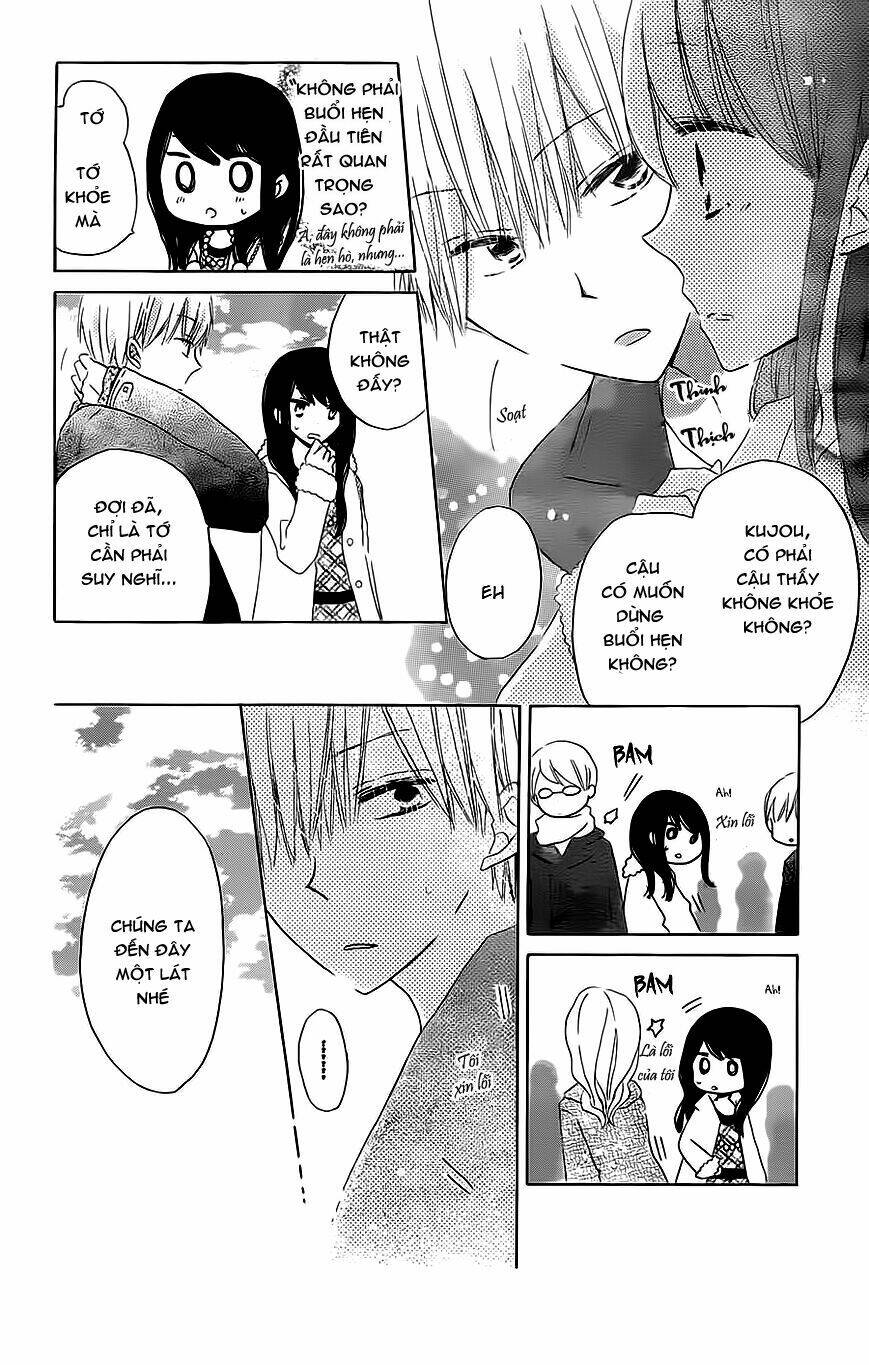 KUJOU,
CÓ PHẢI
CẬU THẤY
KHÔNG KHỎE
KHÔNG?
CẬU
CÓ MUỐN
DỪNG
BUỔI HẸN
KHÔNG?
Thình
Thịch
Soạt
EH
"KHÔNG PHẢI
BUỔI HẸN
ĐẦU TIÊN
RẤT QUAN
TRỌNG
SAO?
À, đây không phải
là hẹn hò, nhưng...
TỚ
TỚ
KHỎE
MÀ
THẬT
KHÔNG
ĐẤY?
ĐỢI ĐÃ,
CHỈ LÀ TỚ
CẦN PHẢI
SUY NGHĨ...
BAM
Ah!
Xin lỗi
BAM
Ah!
Là lỗi
của tôi
Tôi
xin lỗi
......
CHÚNG TA
ĐẾN ĐÂY
MỘT LÁT
NHÉ